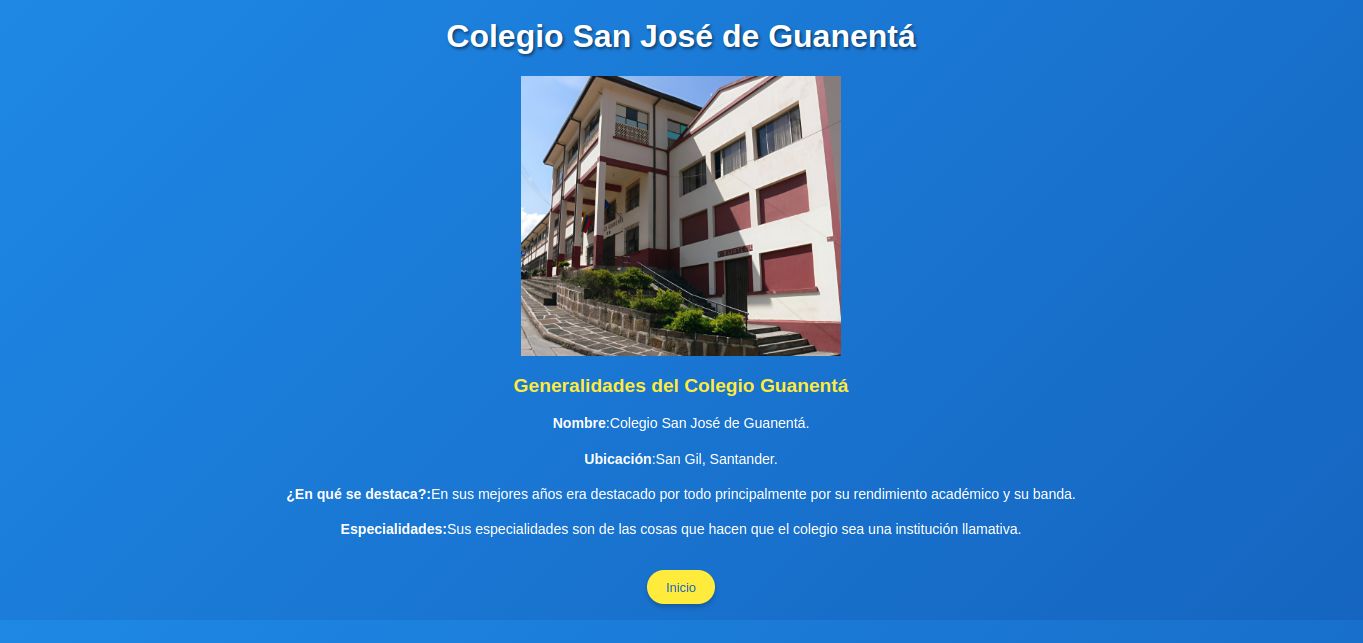 Colegio San José de Guanentá
Generalidades del Colegio Guanentá
Nombre:Colegio San José de Guanentá.
Ubicación:San Gil, Santander.
¿En qué se destaca?:En sus mejores años era destacado por todo principalmente por su rendimiento académico y su banda.
Especialidades:Sus especialidades son de las cosas que hacen que el colegio sea una institución llamativa.
Inicio